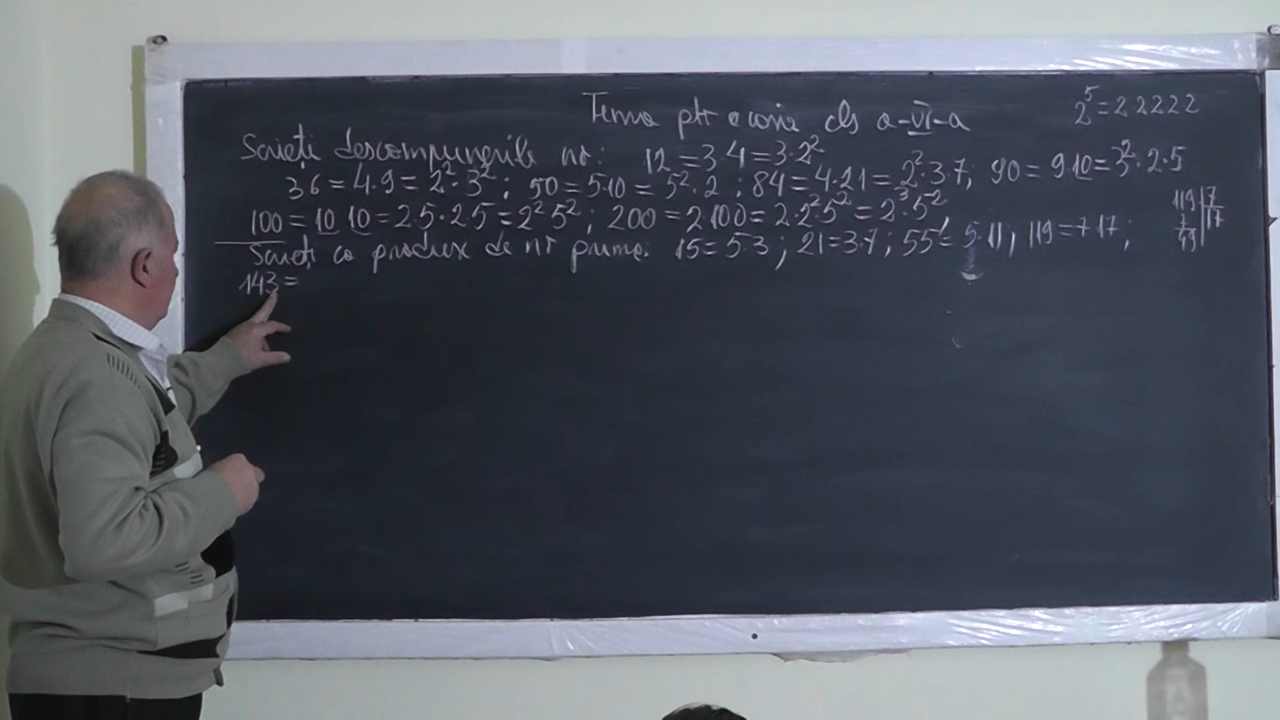 Tema ptr acasa cls a-VI-a
2⁵=2 2 2 2 2
Scrieți descompunerile nr: 12=3·4=3·2²
36=4·9=2²·3²; 50=5·10=5²·2; 84=4·21=2²·3·7; 90=9·10=3²·2·5
100=10·10=2·5·2·5=2²·5²; 200=2·100=2·2²·5²=2³·5²
Scrieți ca produx de nr prime: 15=5·3; 21=3·7; 55=5·11, 119=7·17;
119|7
7 |17
49
143=